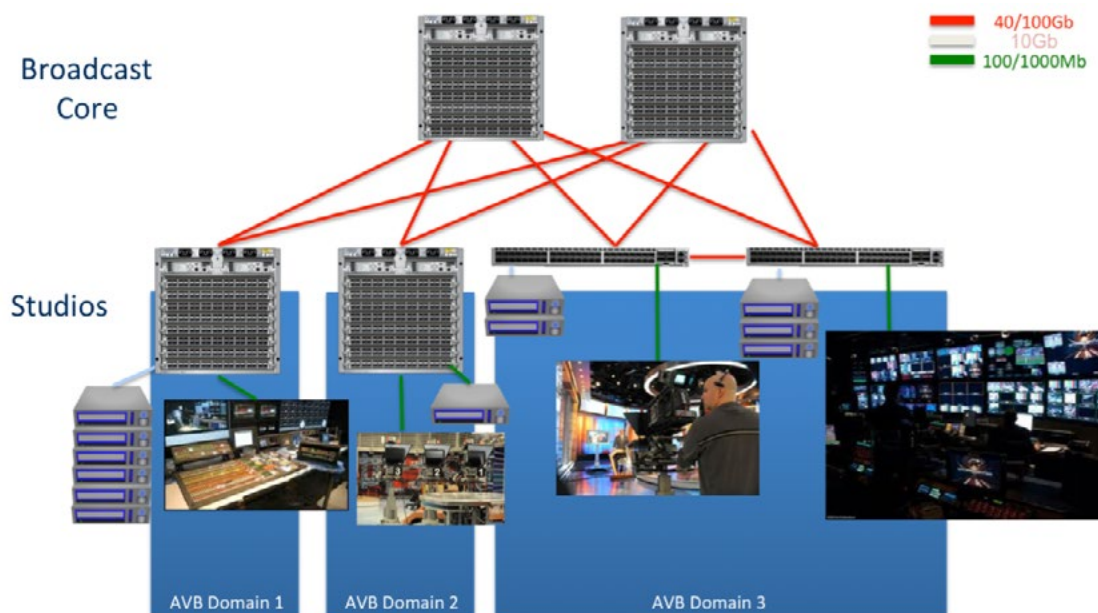 Broadcast
Core
40/100Gb
10Gb
100/1000Mb
Studios
AVB Domain 1
AVB Domain 2
AVB Domain 3